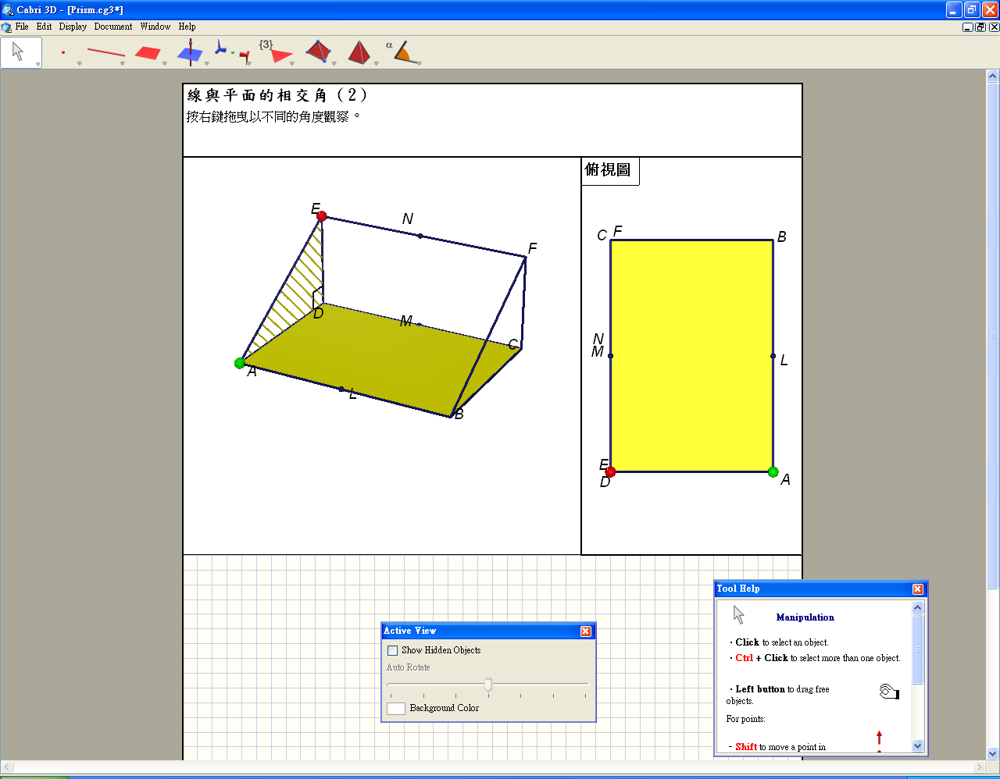 Cabri 3D - [Prism.cg3*]
File Edit Display Document Window Help
{3}
α
線與平面的相交角 (2)
按右鍵拖曳以不同的角度觀察。
俯視圖
E
N
F
D
M
C
A
L
B
C F
B
N
M
L
E
D
A
Tool Help
Manipulation
· Click to select an object.
· Ctrl + Click to select more than one object.
· Left button to drag free
objects.
For points:
- Shift to move a point in
Active View
Show Hidden Objects
Auto Rotate
Background Color